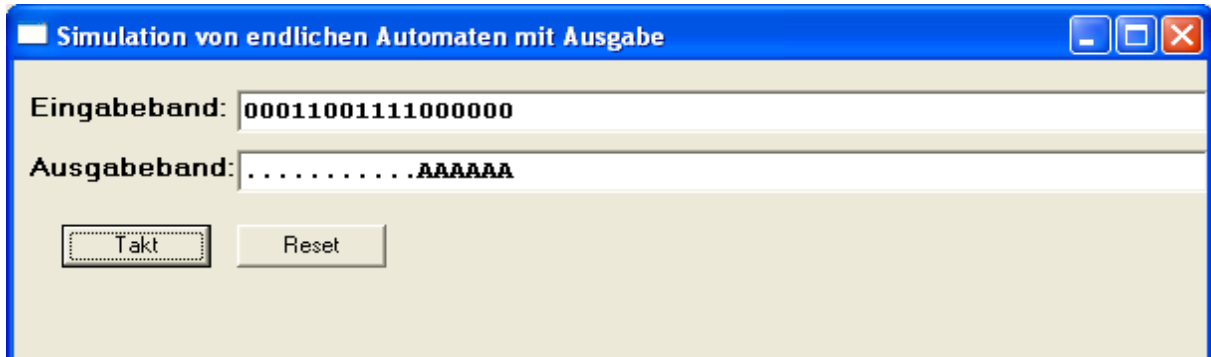 Simulation von endlichen Automaten mit Ausgabe
Eingabeband: 00011001111000000
Ausgabeband: ...........AAAAAA
Takt Reset